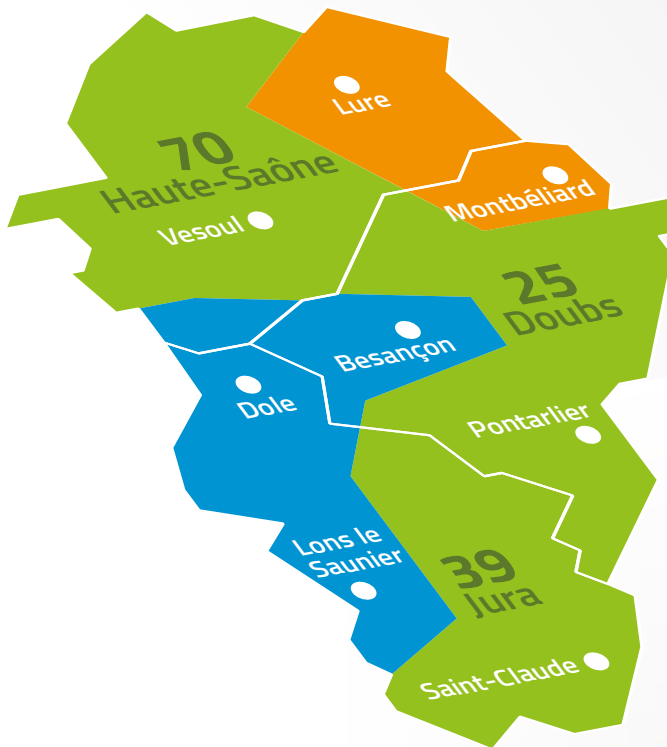 Lure
70
Haute-Saône
Montbéliard
Vesoul
25
Doubs
Besançon
Dole
Pontarlier
Lons le
Saunier
39
Jura
Saint-Claude